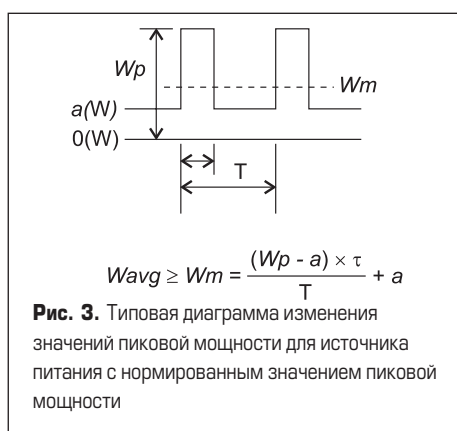 Wp
Wm
a(W)
0(W)
T
Wavg ≥ Wm = (Wp - a) × τ / T + a
Рис. 3. Типовая диаграмма изменения
значений пиковой мощности для источника
питания с нормированным значением пиковой
мощности